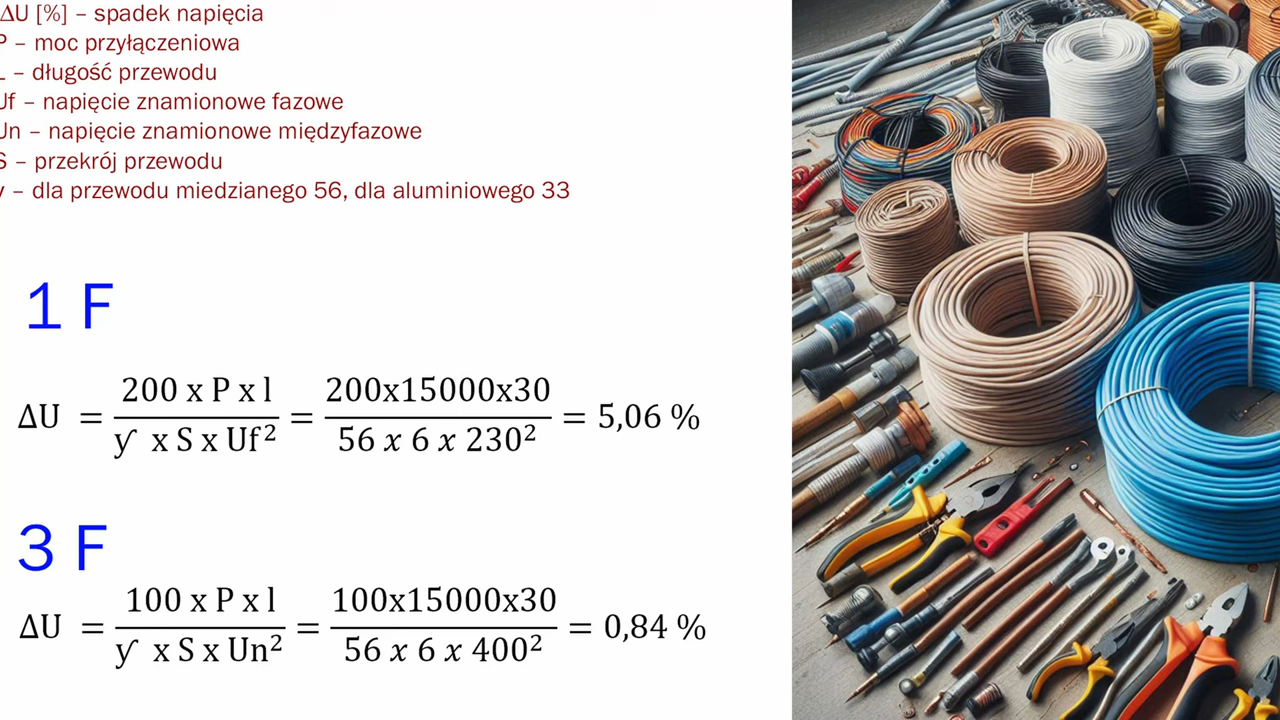 ΔU [%] – spadek napięcia
P – moc przyłączeniowa
L – długość przewodu
Uf – napięcie znamionowe fazowe
Un – napięcie znamionowe międzyfazowe
S – przekrój przewodu
γ – dla przewodu miedzianego 56, dla aluminiowego 33
1 F
ΔU = (200 x P x l) / (γ x S x Uf²) = (200x15000x30) / (56 x 6 x 230²) = 5,06 %
3 F
ΔU = (100 x P x l) / (γ x S x Un²) = (100x15000x30) / (56 x 6 x 400²) = 0,84 %